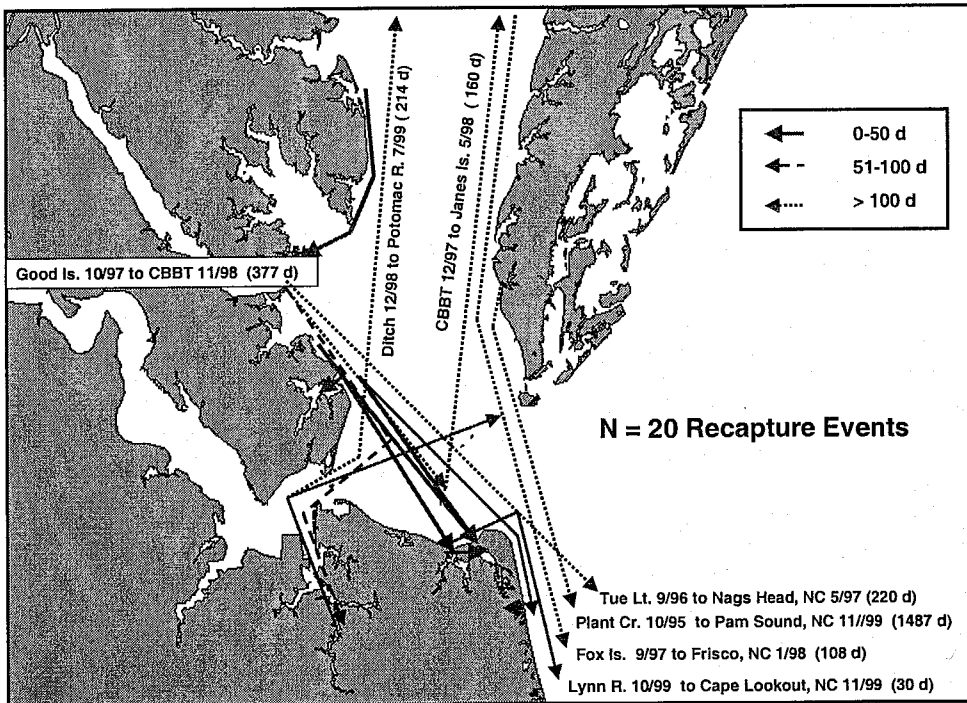 Ditch 12/98 to Potomac R. 7/99 ( 214 d)
CBBT 12/97 to Janes Is. 5/98 ( 160 d)
0-50 d
51-100 d
> 100 d
Good Is. 10/97 to CBBT 11/98 (377 d)
N = 20 Recapture Events
Tue Lt. 9/96 to Nags Head, NC 5/97 (220 d)
Plant Cr. 10/95 to Pam Sound, NC 11//99 (1487 d)
Fox Is. 9/97 to Frisco, NC 1/98 (108 d)
Lynn R. 10/99 to Cape Lookout, NC 11/99 (30 d)